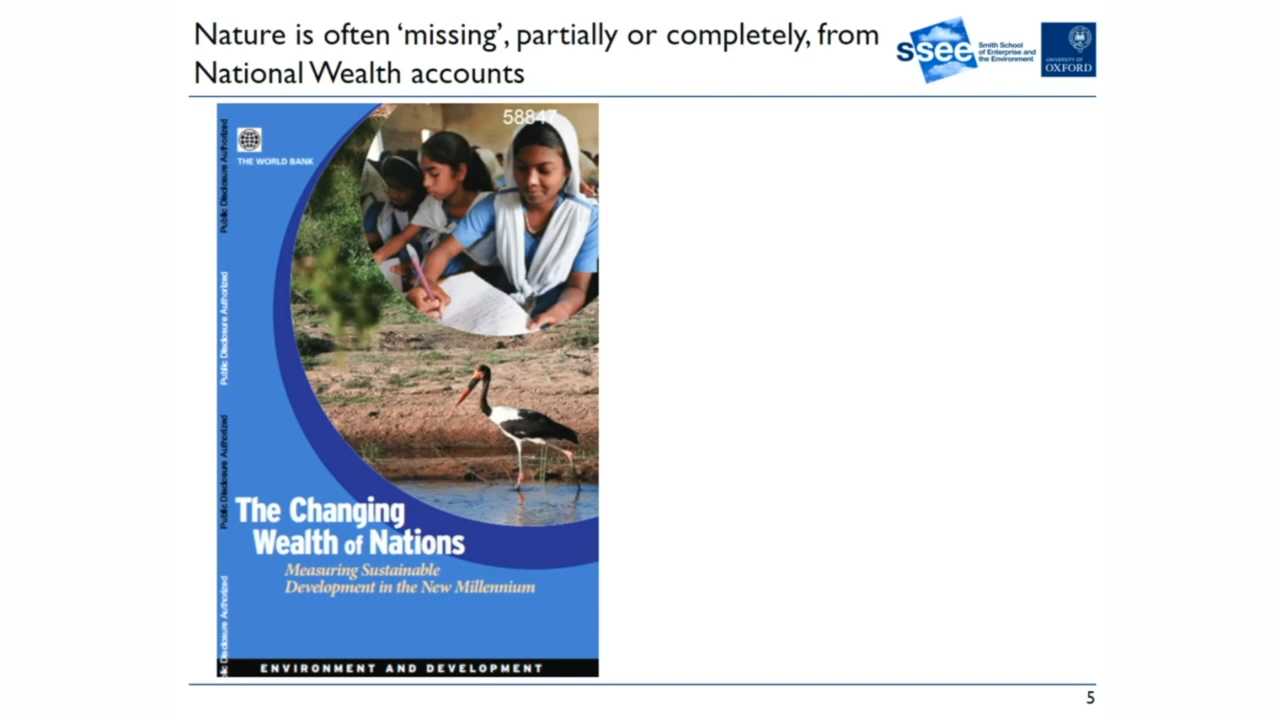 Nature is often ‘missing’, partially or completely, from
National Wealth accounts
ssee
Smith School
of Enterprise and
the Environment
UNIVERSITY OF
OXFORD
58847
THE WORLD BANK
Public Disclosure Authorized
Public Disclosure Authorized
Public Disclosure Authorized
Disclosure Authorized
The Changing
Wealth of Nations
Measuring Sustainable
Development in the New Millennium
ENVIRONMENT AND DEVELOPMENT
5